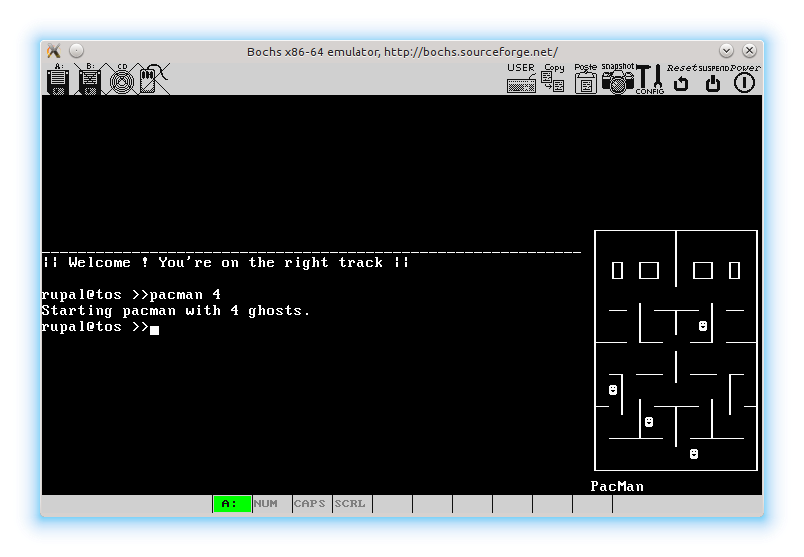 Bochs x86-64 emulator, http://bochs.sourceforge.net/
A: B: CD USER Copy Paste snapshot CONFIG Reset SUSPEND Power
|| Welcome ! You're on the right track ||
rupal@tos >>pacman 4
Starting pacman with 4 ghosts.
rupal@tos >>
PacMan
A: NUM CAPS SCRL